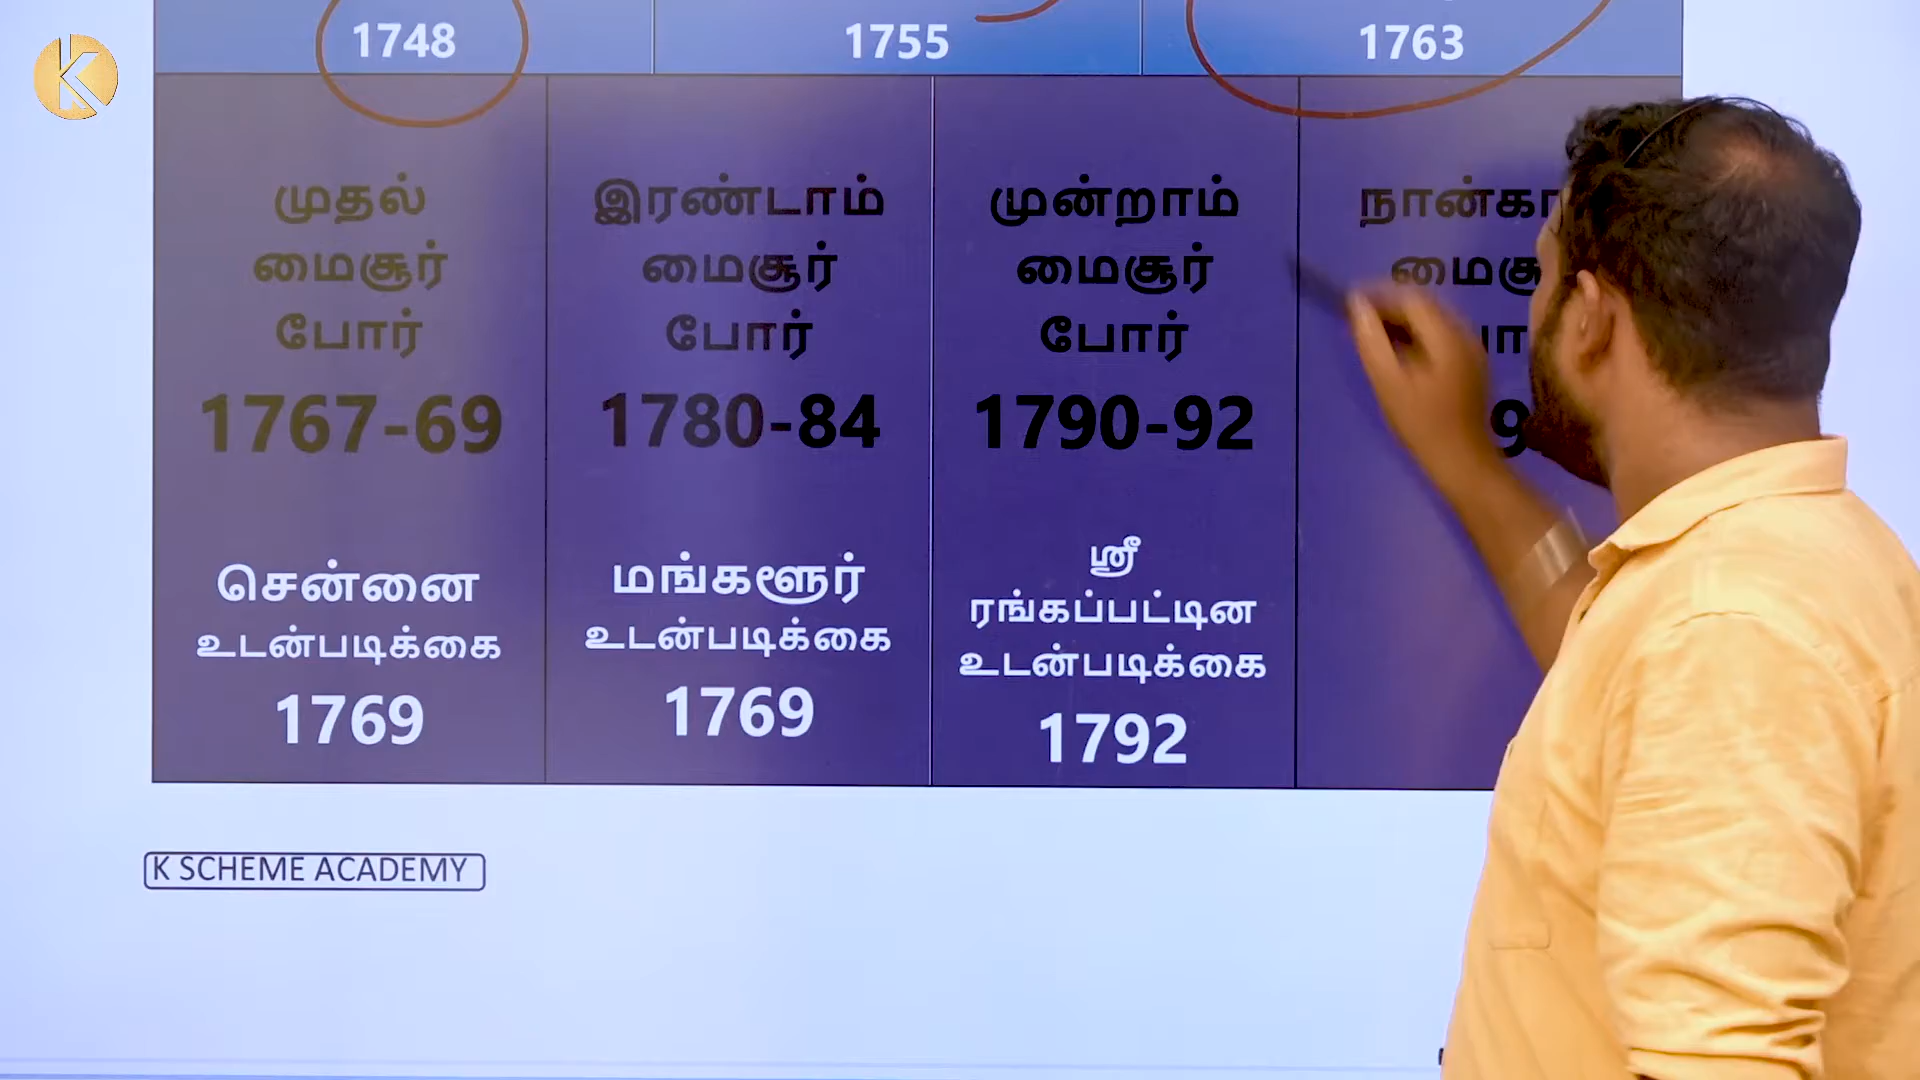 1748 1755 1763
முதல் இரண்டாம் முன்றாம்
மைசூர் மைசூர் மைசூர்
போர் போர் போர்
1767-69 1780-84 1790-92
சென்னை
உடன்படிக்கை
1769
மங்களூர்
உடன்படிக்கை
1769
ஸ்ரீ
ரங்கப்பட்டின
உடன்படிக்கை
1792
K SCHEME ACADEMY